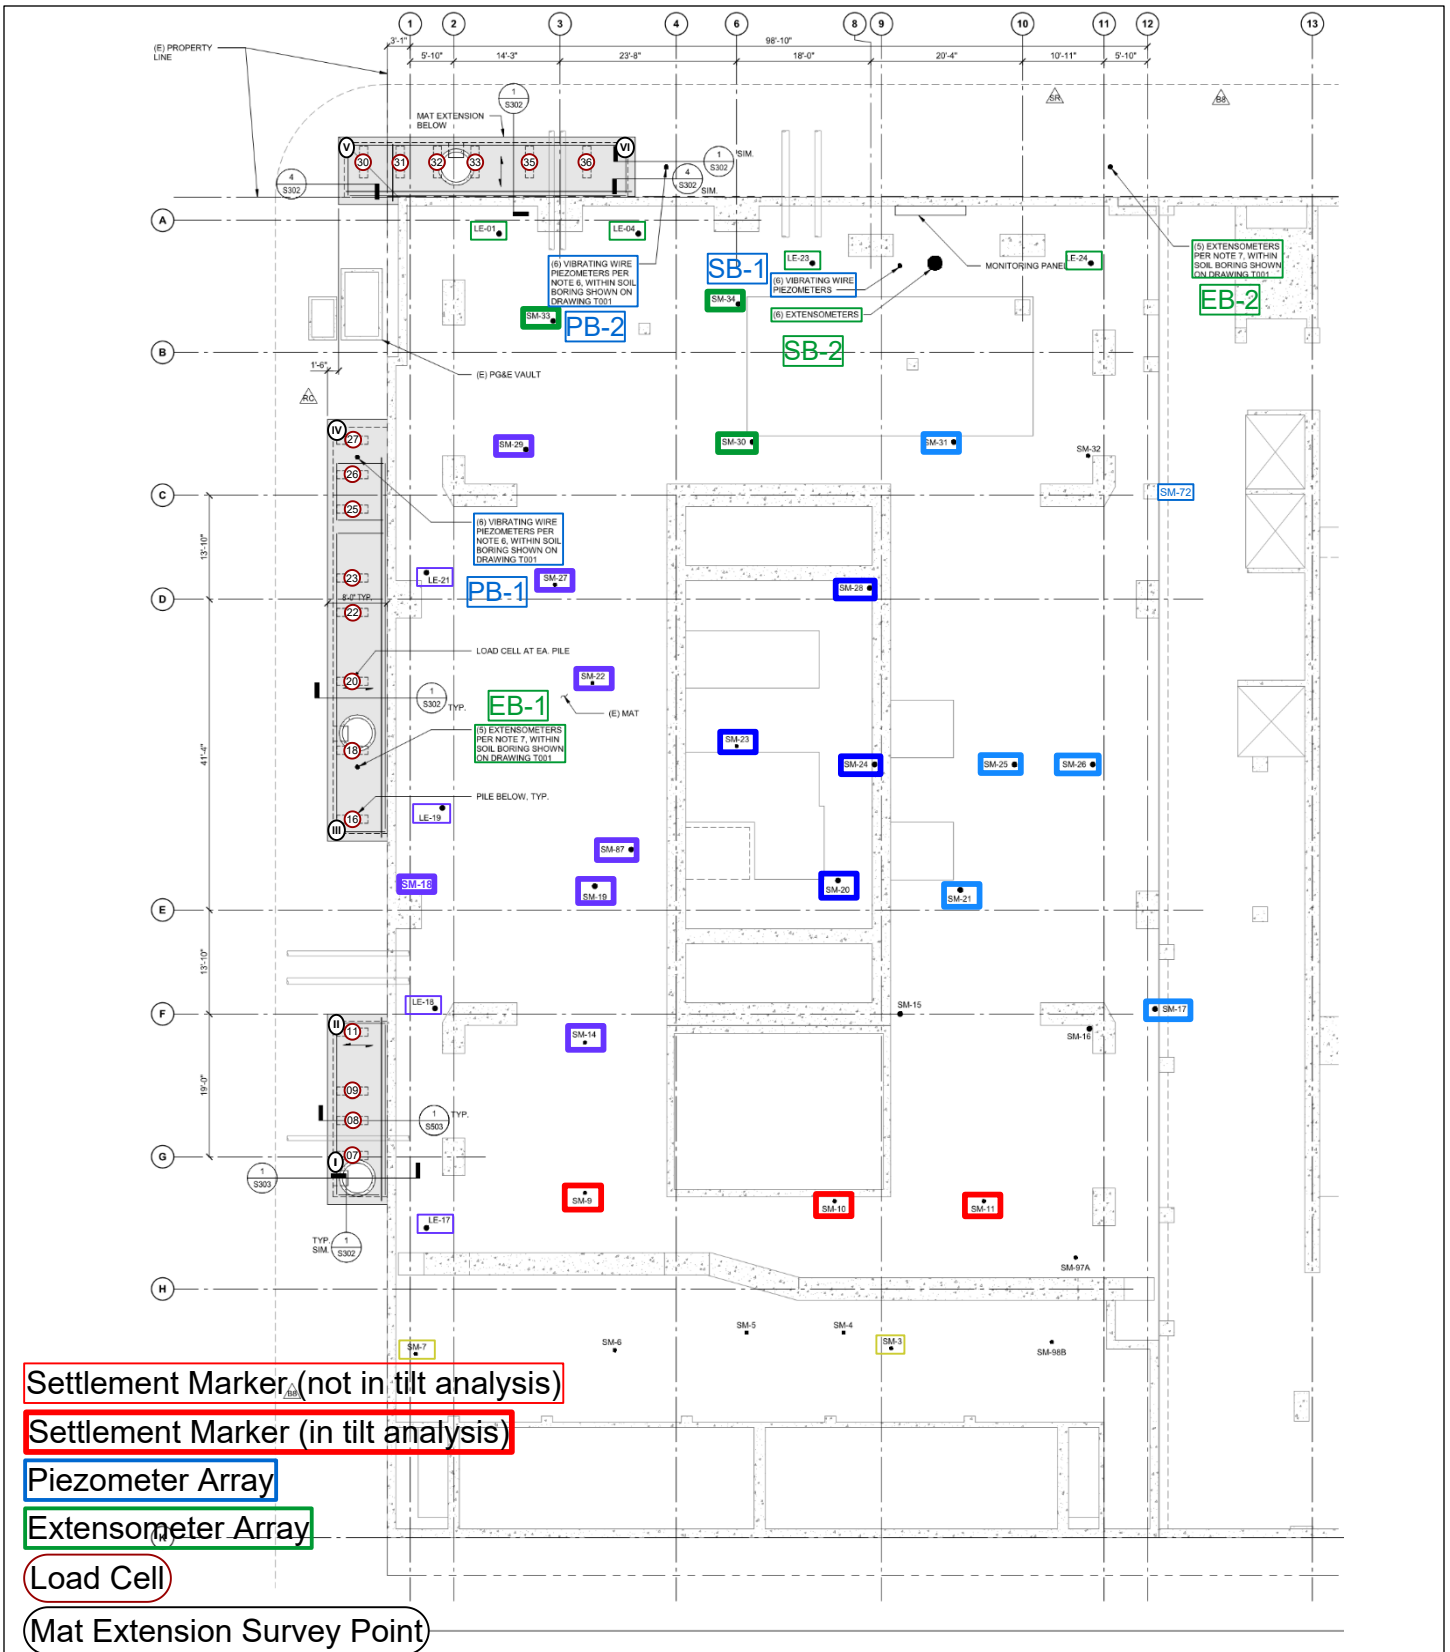 1 2 3 4 6 8 9 10 11 12 13
(E) PROPERTY
LINE
3'-1"
98'-10"
5'-10" 14'-3" 23'-8" 18'-0" 20'-4" 10'-11" 5'-10"
1
S302
SR
B8
MAT EXTENSION
BELOW
V
VI
30 31 32 33 35 36
1
S302
SIM.
4
S302
SIM.
4
S302
A
LE-01
LE-04
LE-23
LE-24
(6) VIBRATING WIRE
PIEZOMETERS PER
NOTE 6, WITHIN SOIL
BORING SHOWN ON
DRAWING T001
PB-2
SB-1
(6) VIBRATING WIRE
PIEZOMETERS
MONITORING PANEL
(5) EXTENSOMETERS
PER NOTE 7, WITHIN
SOIL BORING SHOWN
ON DRAWING T001
EB-2
SM-33
SM-34
(6) EXTENSOMETERS
SB-2
B
1'-6"
(E) PG&E VAULT
RC
IV
27
26
25
23
8'-0" TYP.
22
20
18
16
III
SM-29
SM-30
SM-31
SM-32
C
SM-72
13'-10"
(6) VIBRATING WIRE
PIEZOMETERS PER
NOTE 6, WITHIN SOIL
BORING SHOWN ON
DRAWING T001
PB-1
LE-21
SM-27
SM-28
D
LOAD CELL AT EA. PILE
SM-22
1
S302
TYP.
EB-1
(E) MAT
(5) EXTENSOMETERS
PER NOTE 7, WITHIN
SOIL BORING SHOWN
ON DRAWING T001
SM-23
SM-24
SM-25
SM-26
41'-4"
PILE BELOW, TYP.
LE-19
SM-87
SM-18
SM-19
SM-20
SM-21
E
13'-10"
LE-18
F
SM-15
SM-17
SM-16
SM-14
II
11
09
08
07
I
19'-0"
1
S503
TYP.
G
1
S303
SM-9
SM-10
SM-11
LE-17
TYP.
SIM.
1
S302
SM-97A
H
SM-7
SM-6
SM-5
SM-4
SM-3
SM-98B
Settlement Marker (not in tilt analysis)
B8
Settlement Marker (in tilt analysis)
Piezometer Array
Extensometer Array
Load Cell
Mat Extension Survey Point